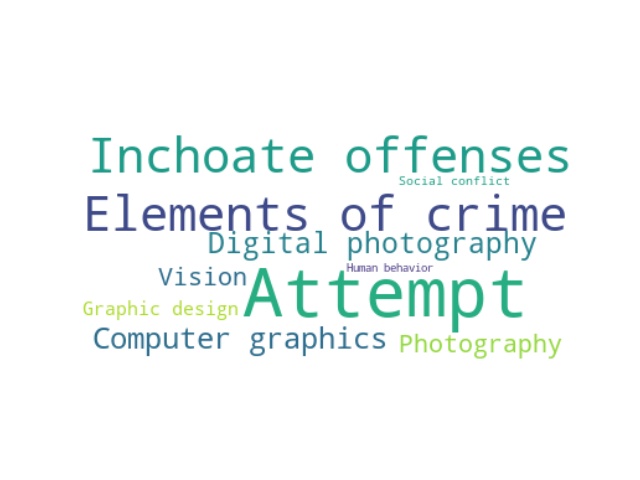 Inchoate offenses
Social conflict
Elements of crime
Digital photography
Human behavior
Vision
Attempt
Graphic design
Computer graphics
Photography